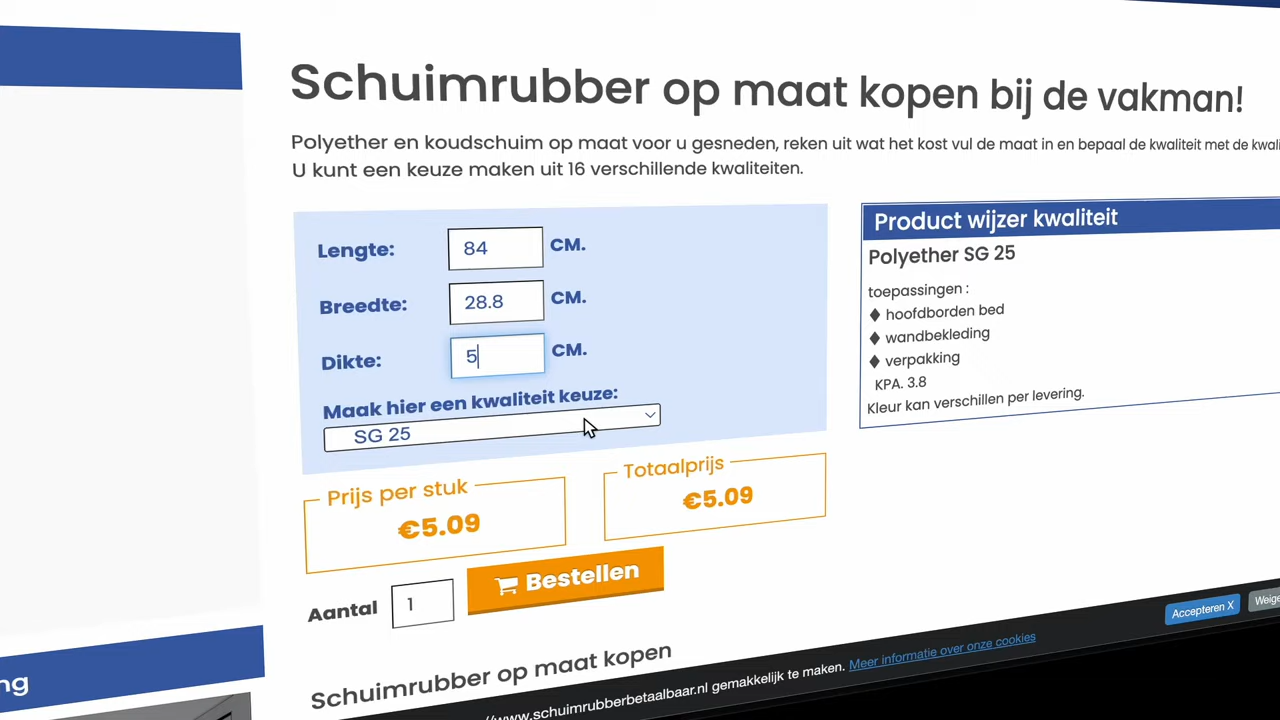 Schuimrubber op maat kopen bij de vakman!
Polyether en koudschuim op maat voor u gesneden, reken uit wat het kost vul de maat in en bepaal de kwaliteit met de
U kunt een keuze maken uit 16 verschillende kwaliteiten.
Lengte: 84 CM.
Breedte: 28.8 CM.
Dikte: 5 CM.
Maak hier een kwaliteit keuze:
SG 25
Product wijzer kwaliteit
Polyether SG 25
toepassingen :
♦ hoofdborden bed
♦ wandbekleding
♦ verpakking
KPA. 3.8
Kleur kan verschillen per levering.
Prijs per stuk
€5.09
Totaalprijs
€5.09
Aantal 1 Bestellen
Schuimrubber op maat kopen
ng
//www.schuimrubberbetaalbaar.nl gemakkelijk te maken. Meer informatie over onze cookies
Accepteren X